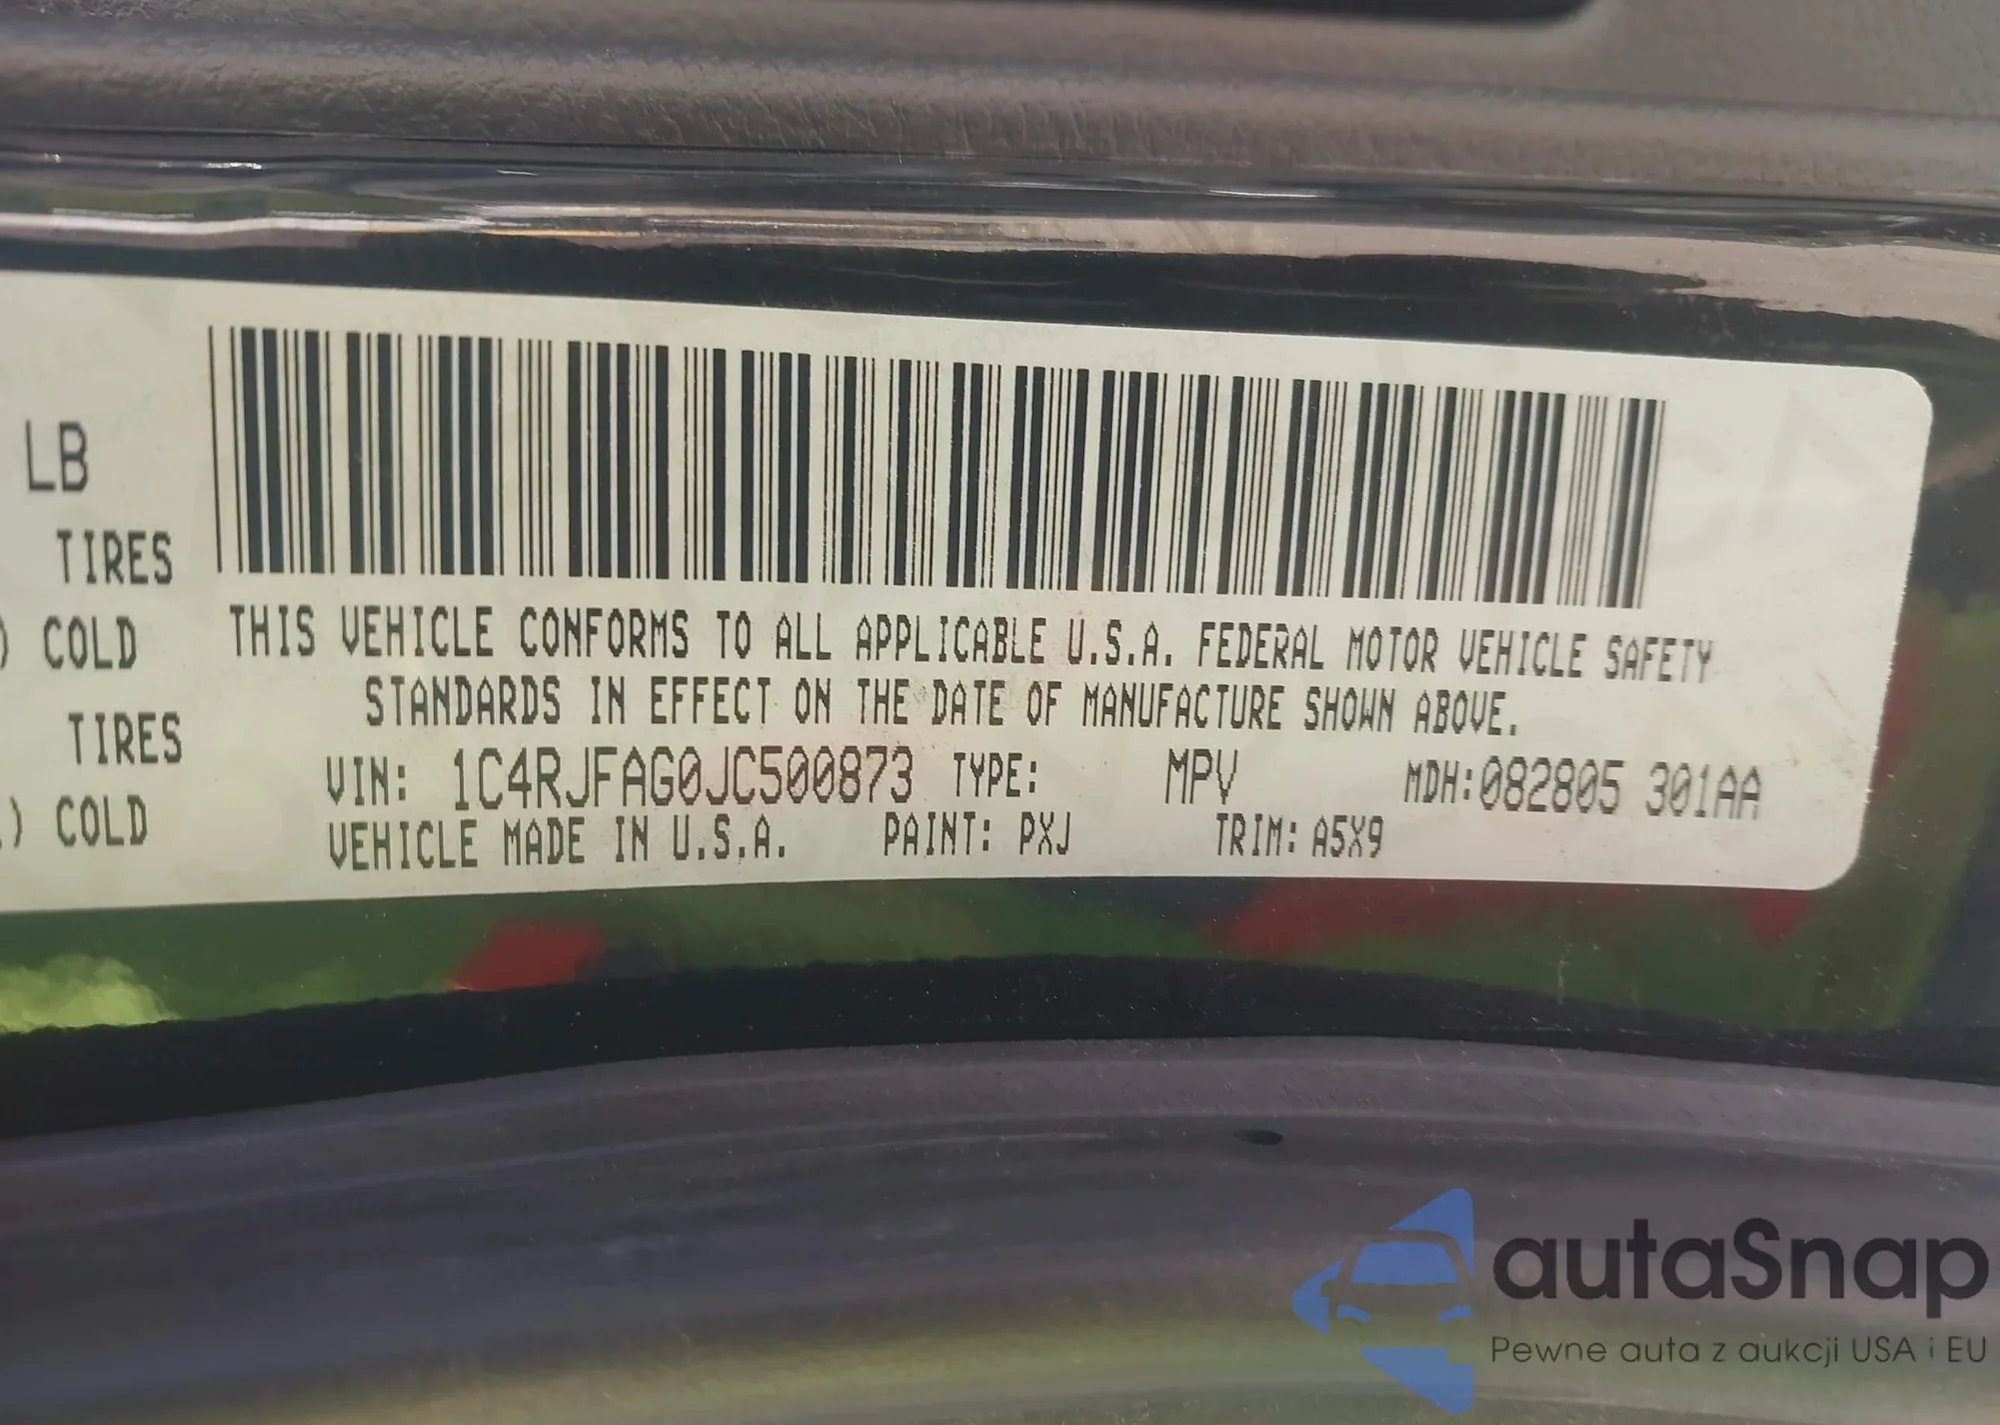 LB
TIRES
) COLD
TIRES
) COLD
THIS VEHICLE CONFORMS TO ALL APPLICABLE U.S.A. FEDERAL MOTOR VEHICLE SAFETY
STANDARDS IN EFFECT ON THE DATE OF MANUFACTURE SHOWN ABOVE.
VIN: 1C4RJFAG0JC500873 TYPE: MPV MDH:082805 301AA
VEHICLE MADE IN U.S.A. PAINT: PXJ TRIM: A5X9
autaSnap
Pewne auta z aukcji USA i EU